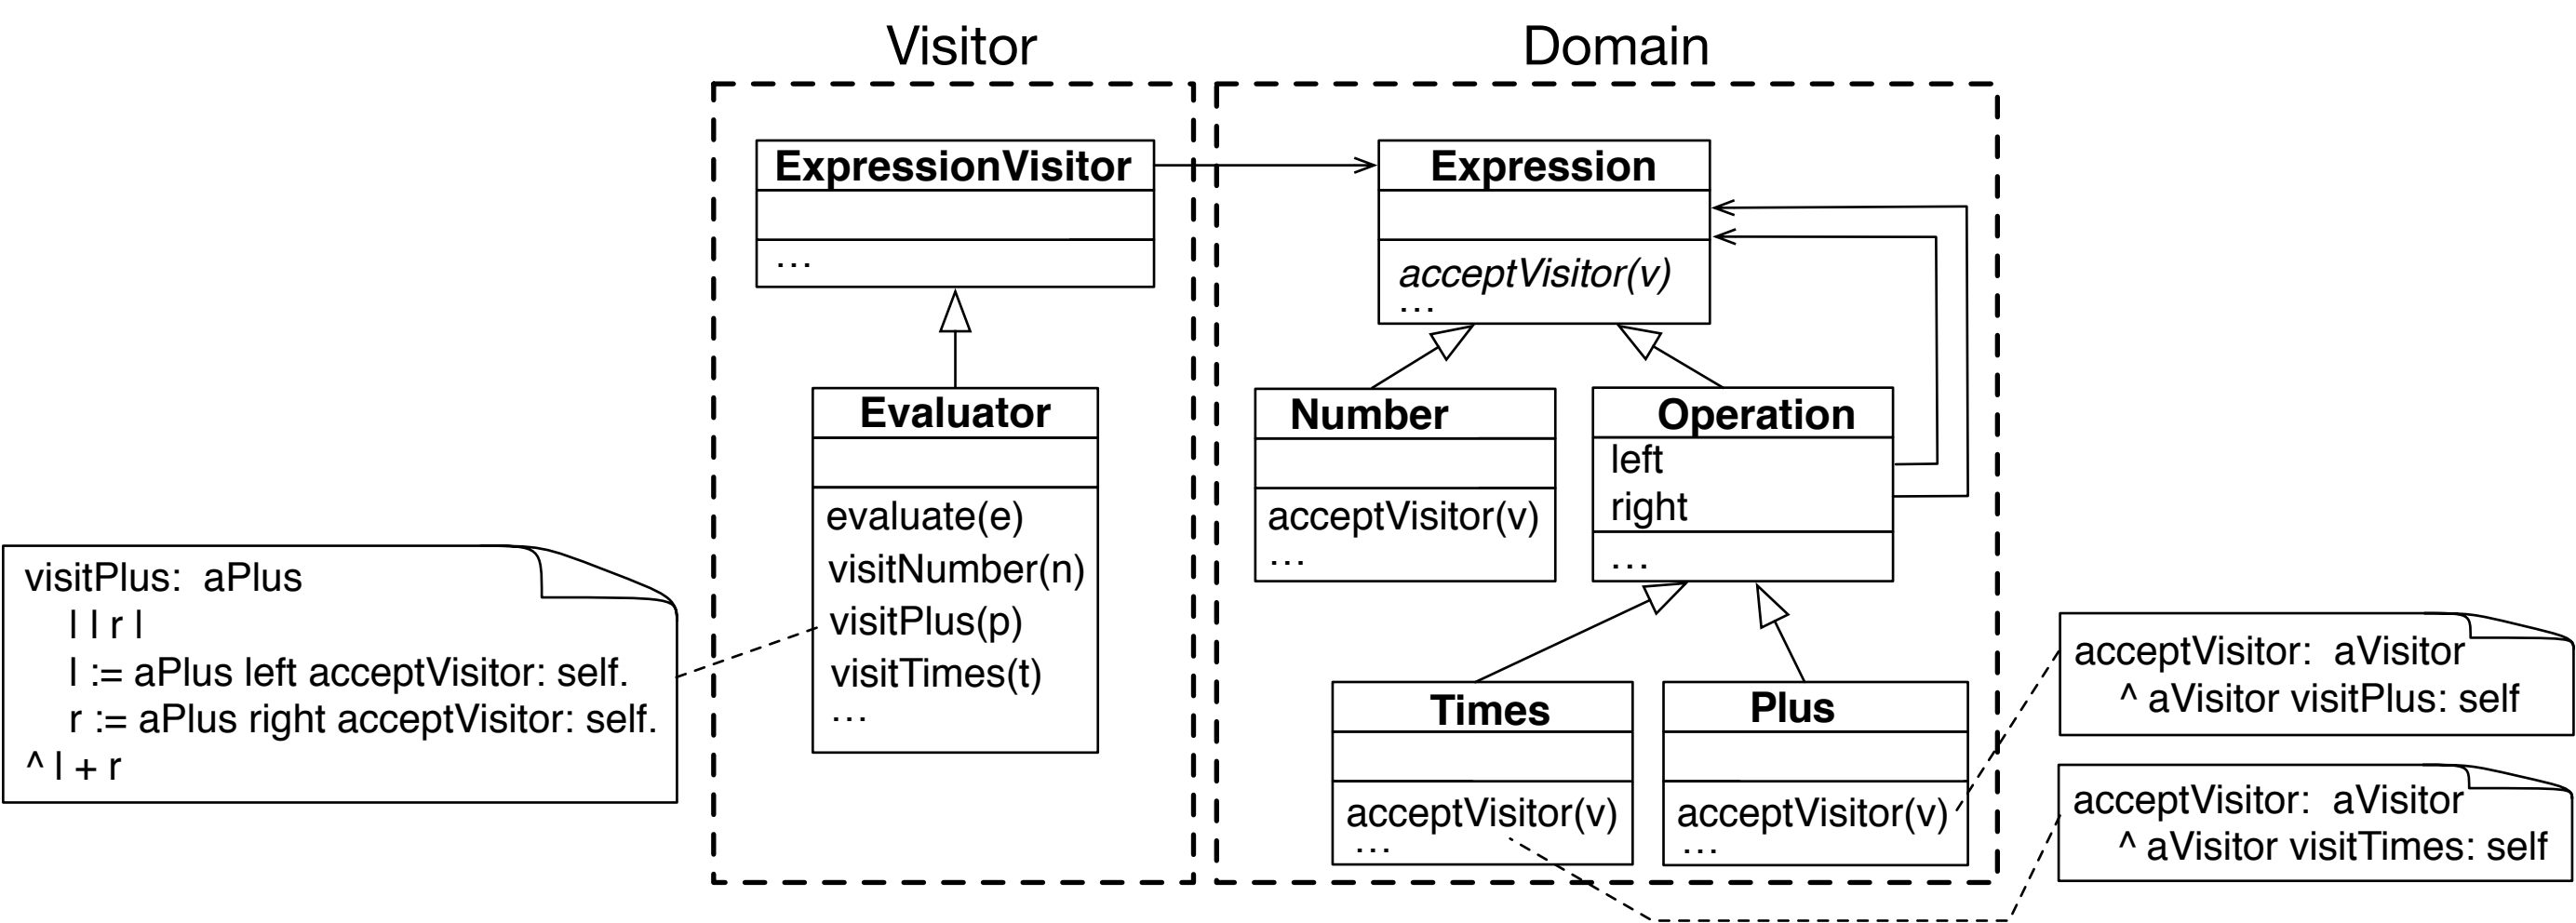 Visitor
Domain
ExpressionVisitor
...
Expression
acceptVisitor(v)
...
Evaluator
evaluate(e)
visitNumber(n)
visitPlus(p)
visitTimes(t)
...
Number
acceptVisitor(v)
...
Operation
left
right
...
Times
acceptVisitor(v)
...
Plus
acceptVisitor(v)
...
visitPlus: aPlus
| l r |
l := aPlus left acceptVisitor: self.
r := aPlus right acceptVisitor: self.
^ l + r
acceptVisitor: aVisitor
^ aVisitor visitPlus: self
acceptVisitor: aVisitor
^ aVisitor visitTimes: self